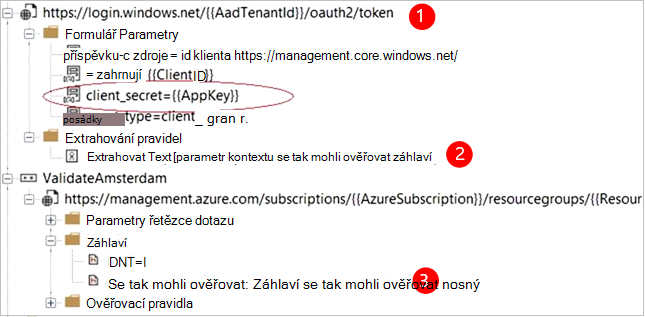 https://login.windows.net/{{AadTenantId}}/oauth2/token 1
Formulář Parametry
příspěvku-c zdroje = id klienta https://management.core.windows.net/
= zahrnují {{ClientID}}
client_secret={{AppKey}}
posádky type=client_ gran r.
Extrahování pravidel
Extrahovat Text [parametr kontextu se tak mohli ověřovat záhlaví 2
ValidateAmsterdam
https://management.azure.com/subscriptions/{{AzureSubscription}}/resourcegroups/{{Resour
Parametry řetězce dotazu
Záhlaví
DNT=I
Se tak mohli ověřovat: Záhlaví se tak mohli ověřovat nosný 3
Ověřovací pravidla